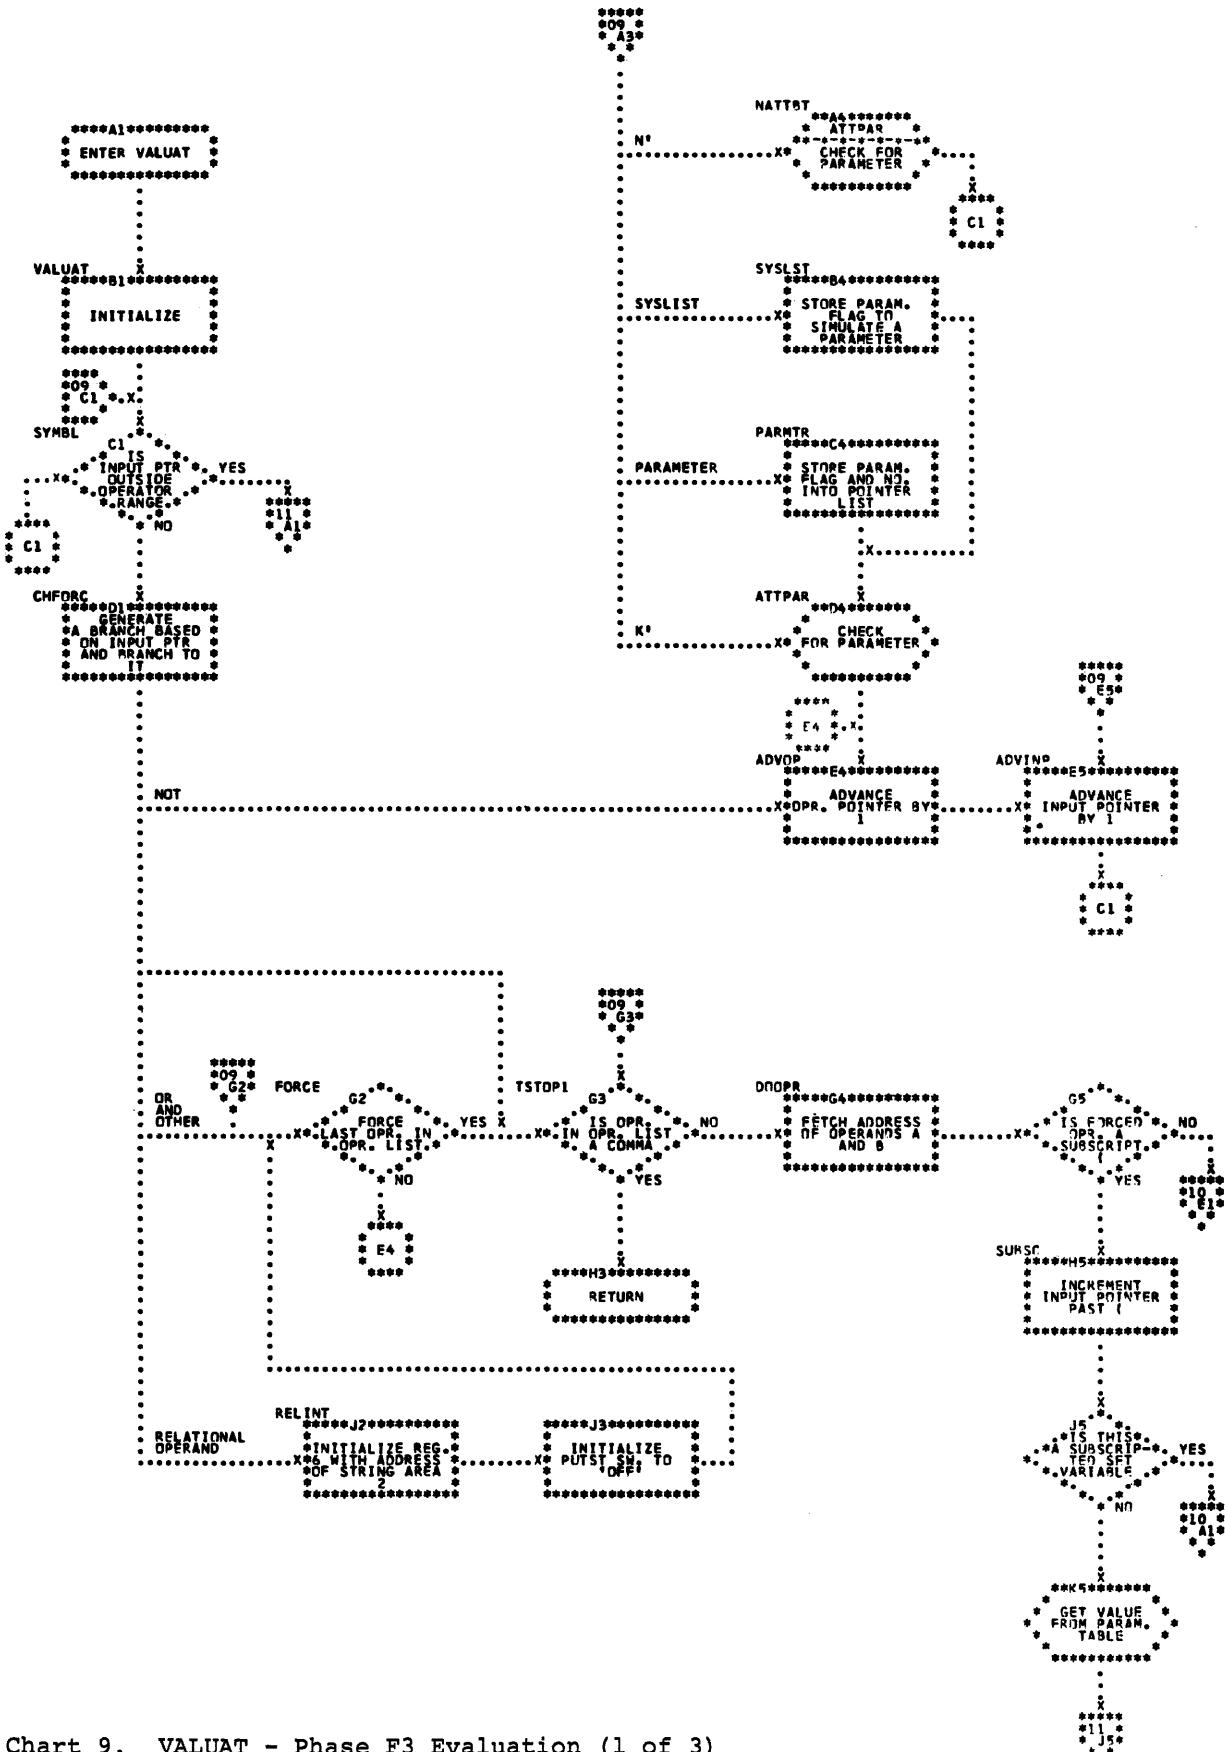 09
A3
NATTBT
A4
ATTPAR
CHECK FOR
PARAMETER
N'
C1
A1
ENTER VALUAT
VALUAT
B1
INITIALIZE
SYSLST
B4
SYSLIST
STORE PARAM.
FLAG TO
SIMULATE A
PARAMETER
09
C1
SYMBL
C1
IS
INPUT PTR
OUTSIDE
OPERATOR
RANGE
YES
NO
C1
11
A1
PARMTR
C4
PARAMETER
STORE PARAM.
FLAG AND NO.
INTO POINTER
LIST
CHFORC
D1
GENERATE
A BRANCH BASED
ON INPUT PTR
AND BRANCH TO
IT
ATTPAR
D4
K'
CHECK
FOR PARAMETER
E4
09
E5
ADVOP
E4
NOT
ADVANCE
OPR. POINTER BY
1
ADVINP
E5
ADVANCE
INPUT POINTER
BY 1
C1
09
G3
09
G2
OR
AND
OTHER
FORCE
G2
FORCE
LAST OPR. IN
OPR. LIST.
YES
NO
E4
TSTOP1
G3
IS OPR.
IN OPR. LIST
A COMMA
NO
YES
H3
RETURN
DOOPR
G4
FETCH ADDRESS
OF OPERANDS A
AND B
G5
IS FORCED
OPR. A
SUBSCRIPT
(
NO
YES
10
E1
SUBSC
H5
INCREMENT
INPUT POINTER
PAST (
RELATIONAL
OPERAND
RELINT
J2
INITIALIZE REG.
6 WITH ADDRESS
OF STRING AREA
2
J3
INITIALIZE
PUTST SW. TO
'OFF'
J5
IS THIS
A SUBSCRIP-
TED SET
VARIABLE
YES
NO
10
A1
K5
GET VALUE
FROM PARAM.
TABLE
11
J5
Chart 9. VALUAT - Phase F3 Evaluation (1 of 3)